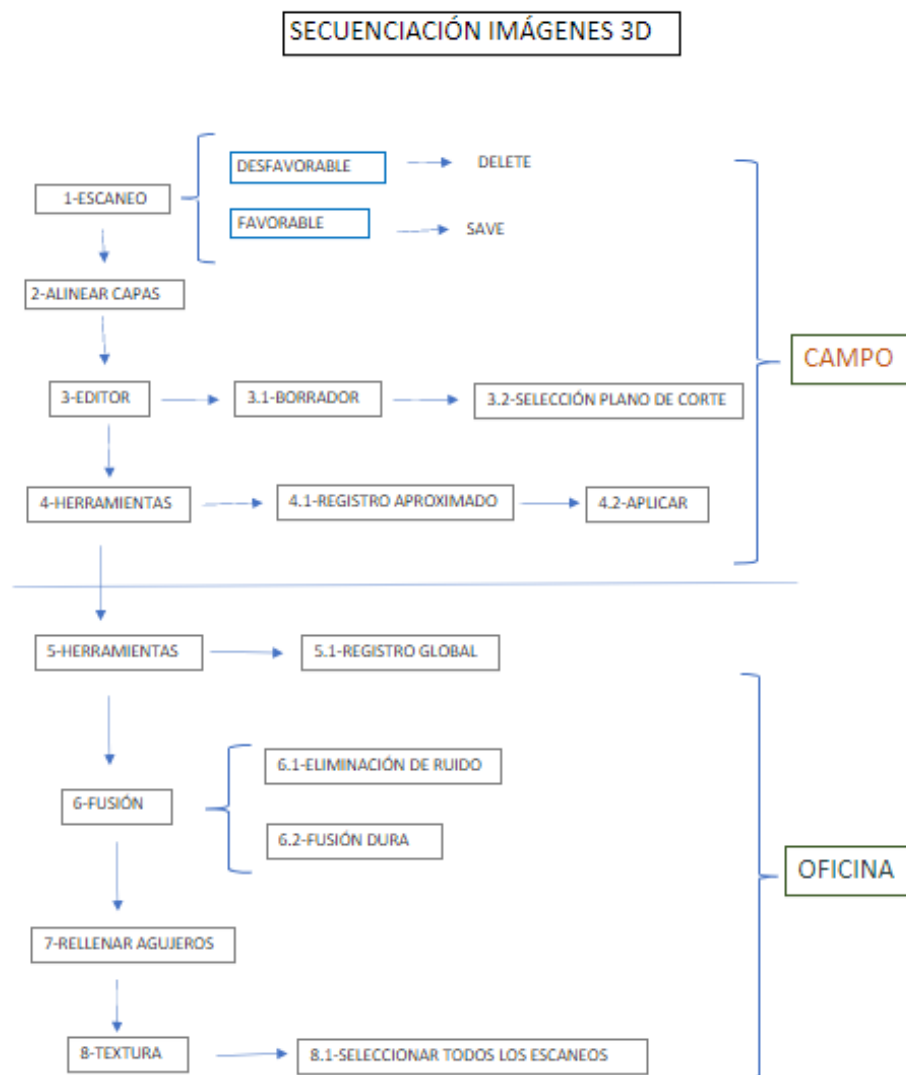 SECUENCIACIÓN IMÁGENES 3D
DESFAVORABLE
DELETE
1-ESCANEO
FAVORABLE
SAVE
2-ALINEAR CAPAS
CAMPO
3-EDITOR
3.1-BORRADOR
3.2-SELECCIÓN PLANO DE CORTE
4-HERRAMIENTAS
4.1-REGISTRO APROXIMADO
4.2-APLICAR
5-HERRAMIENTAS
5.1-REGISTRO GLOBAL
6.1-ELIMINACIÓN DE RUIDO
6-FUSIÓN
6.2-FUSIÓN DURA
OFICINA
7-RELLENAR AGUJEROS
8-TEXTURA
8.1-SELECCIONAR TODOS LOS ESCANEOS